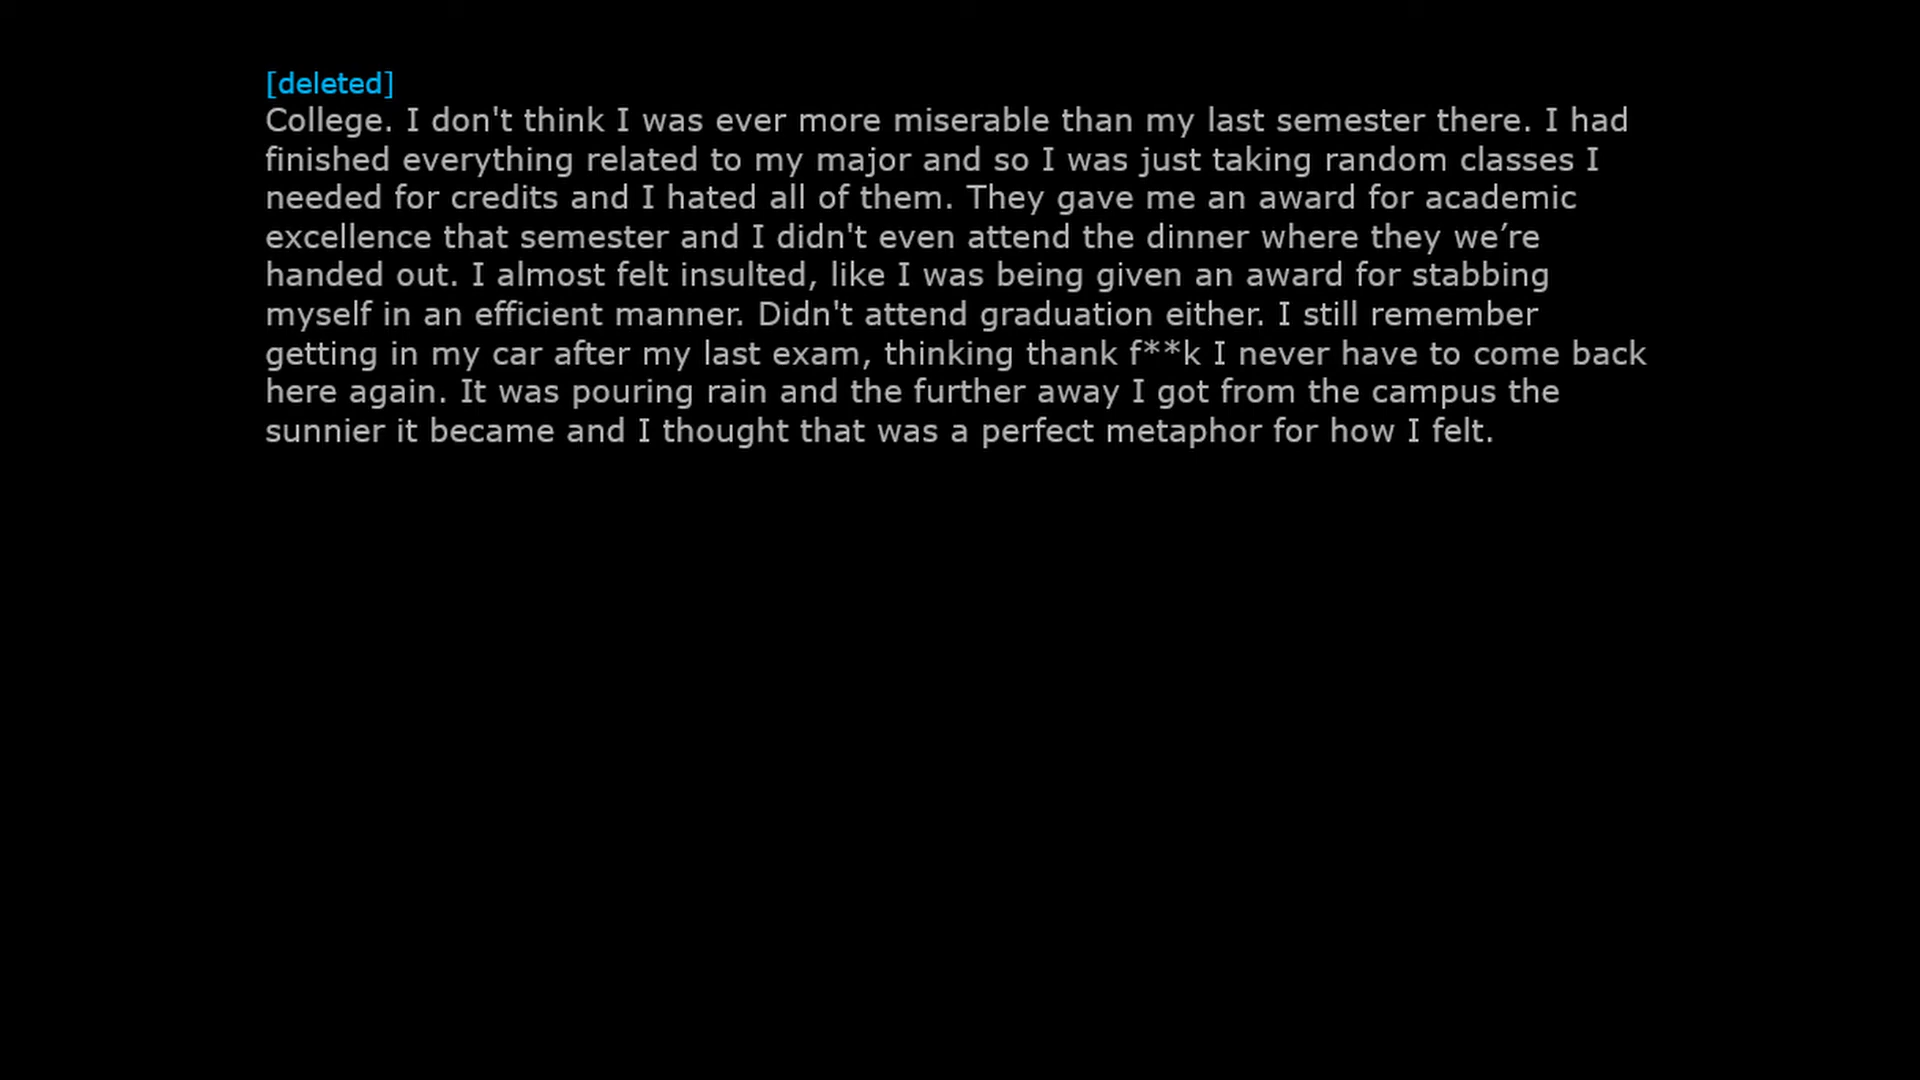 [deleted]
College. I don't think I was ever more miserable than my last semester there. I had
finished everything related to my major and so I was just taking random classes I
needed for credits and I hated all of them. They gave me an award for academic
excellence that semester and I didn't even attend the dinner where they we’re
handed out. I almost felt insulted, like I was being given an award for stabbing
myself in an efficient manner. Didn't attend graduation either. I still remember
getting in my car after my last exam, thinking thank f**k I never have to come back
here again. It was pouring rain and the further away I got from the campus the
sunnier it became and I thought that was a perfect metaphor for how I felt.